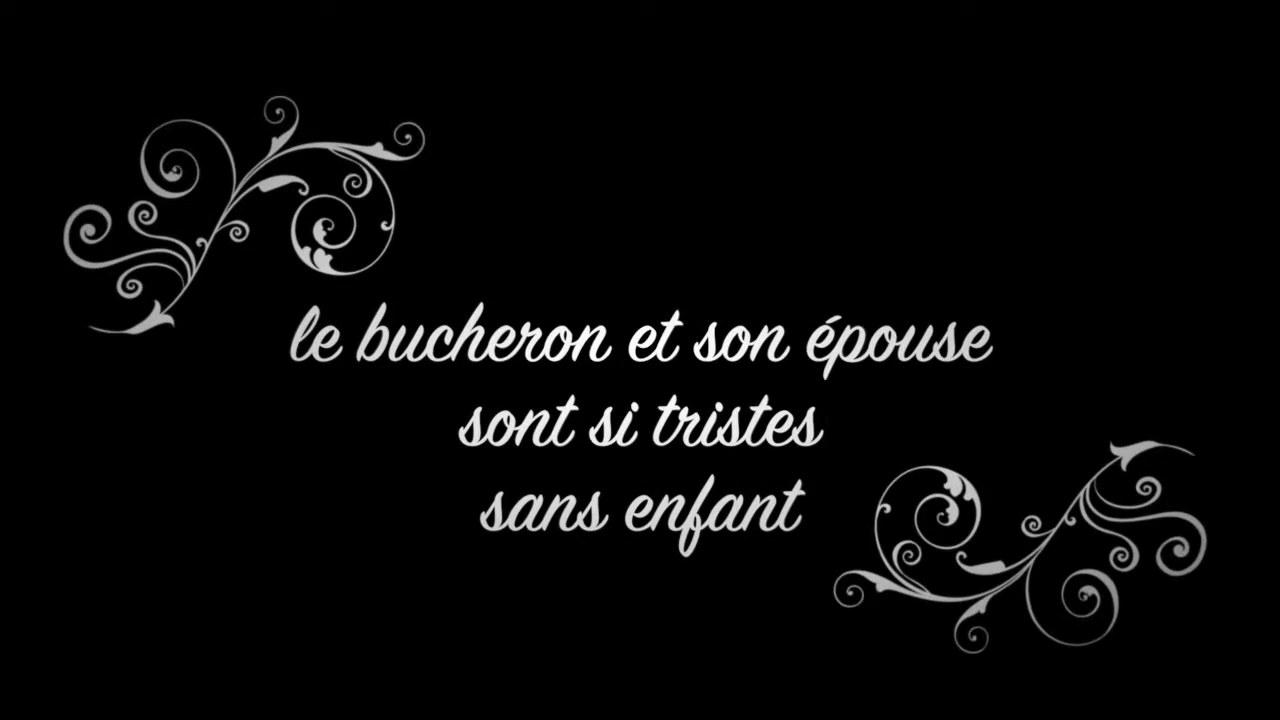 le bucheron et son épouse
sont si tristes
sans enfant